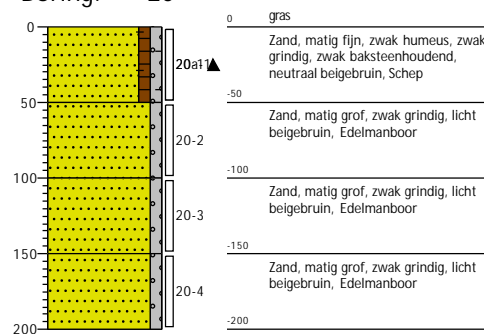 Boring: 20
0
50
100
150
200
20-2
20-3
20-4
0
gras
Zand, matig fijn, zwak humeus, zwak
grindig, zwak baksteenhoudend,
neutraal beigebruin, Schep
-50
Zand, matig grof, zwak grindig, licht
beigebruin, Edelmanboor
-100
Zand, matig grof, zwak grindig, licht
beigebruin, Edelmanboor
-150
Zand, matig grof, zwak grindig, licht
beigebruin, Edelmanboor
-200